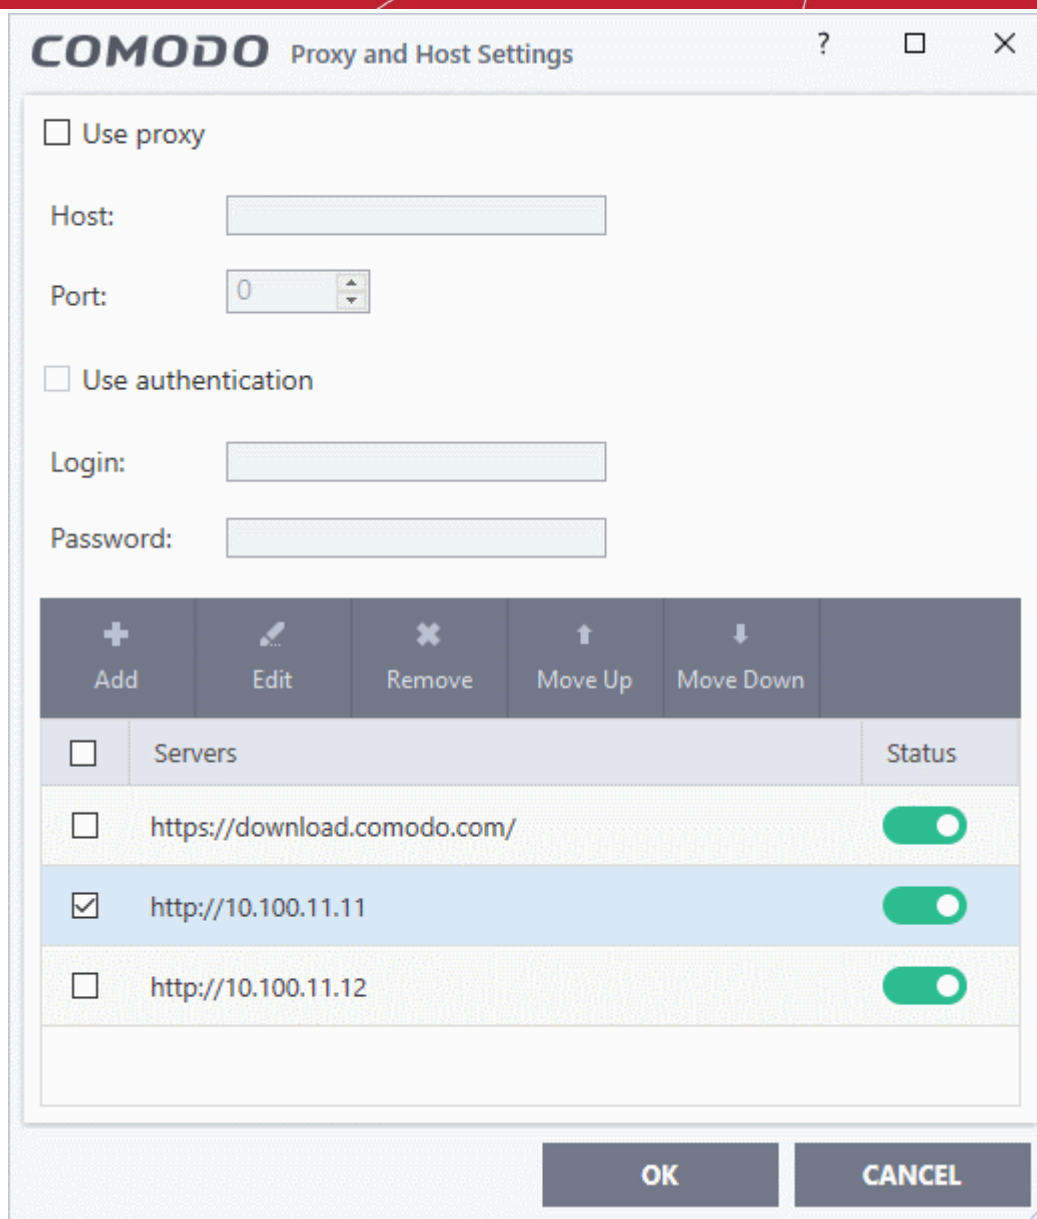 COMODO Proxy and Host Settings ?
Use proxy
Host:
Port: 0
Use authentication
Login:
Password:
Add Edit Remove Move Up Move Down
Servers Status
https://download.comodo.com/
http://10.100.11.11
http://10.100.11.12
OK CANCEL